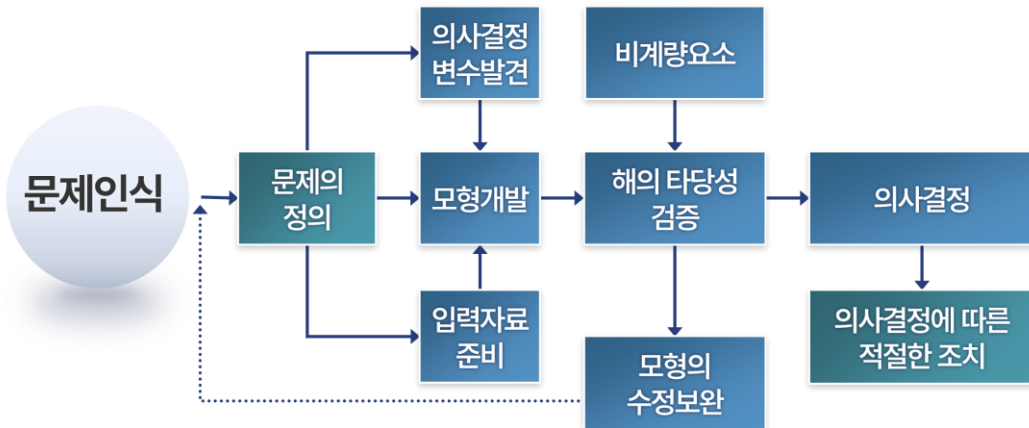 문제인식
문제의
정의
의사결정
변수발견
모형개발
입력자료
준비
비계량요소
해의 타당성
검증
모형의
수정보완
의사결정
의사결정에 따른
적절한 조치